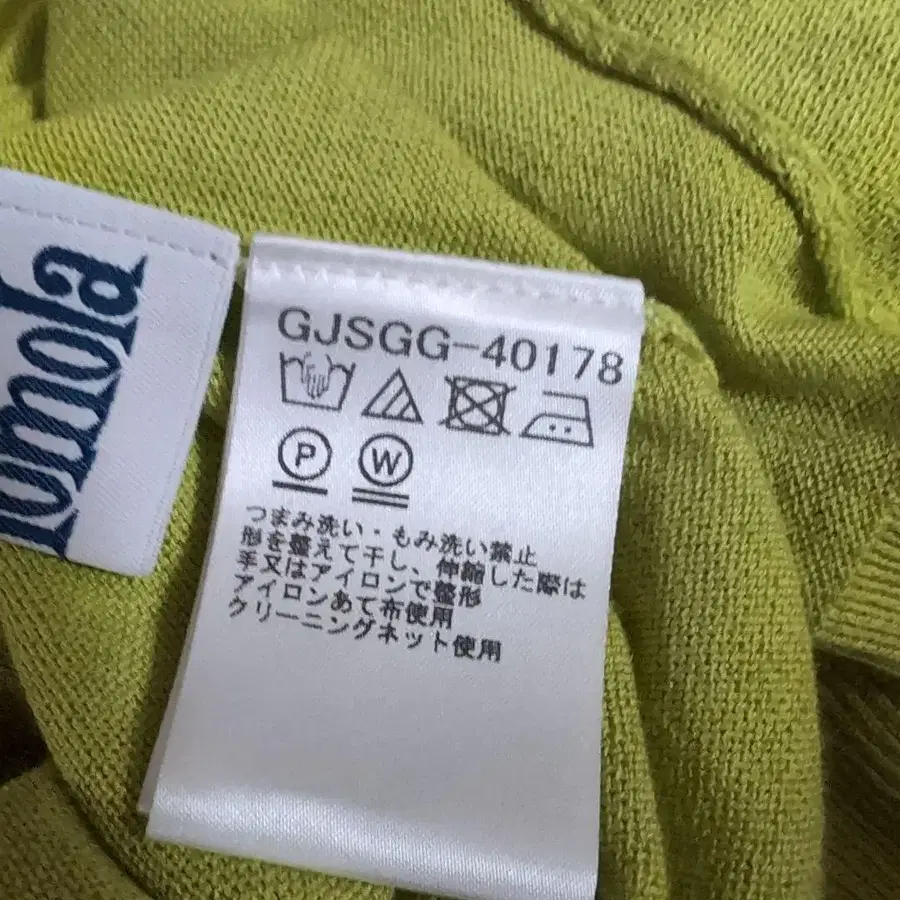 GJSGG-40178
P W
つまみ洗い・もみ洗い禁止
形を整えて干し、伸縮した際は
手又はアイロンで整形
アイロンあて布使用
クリーニングネット使用